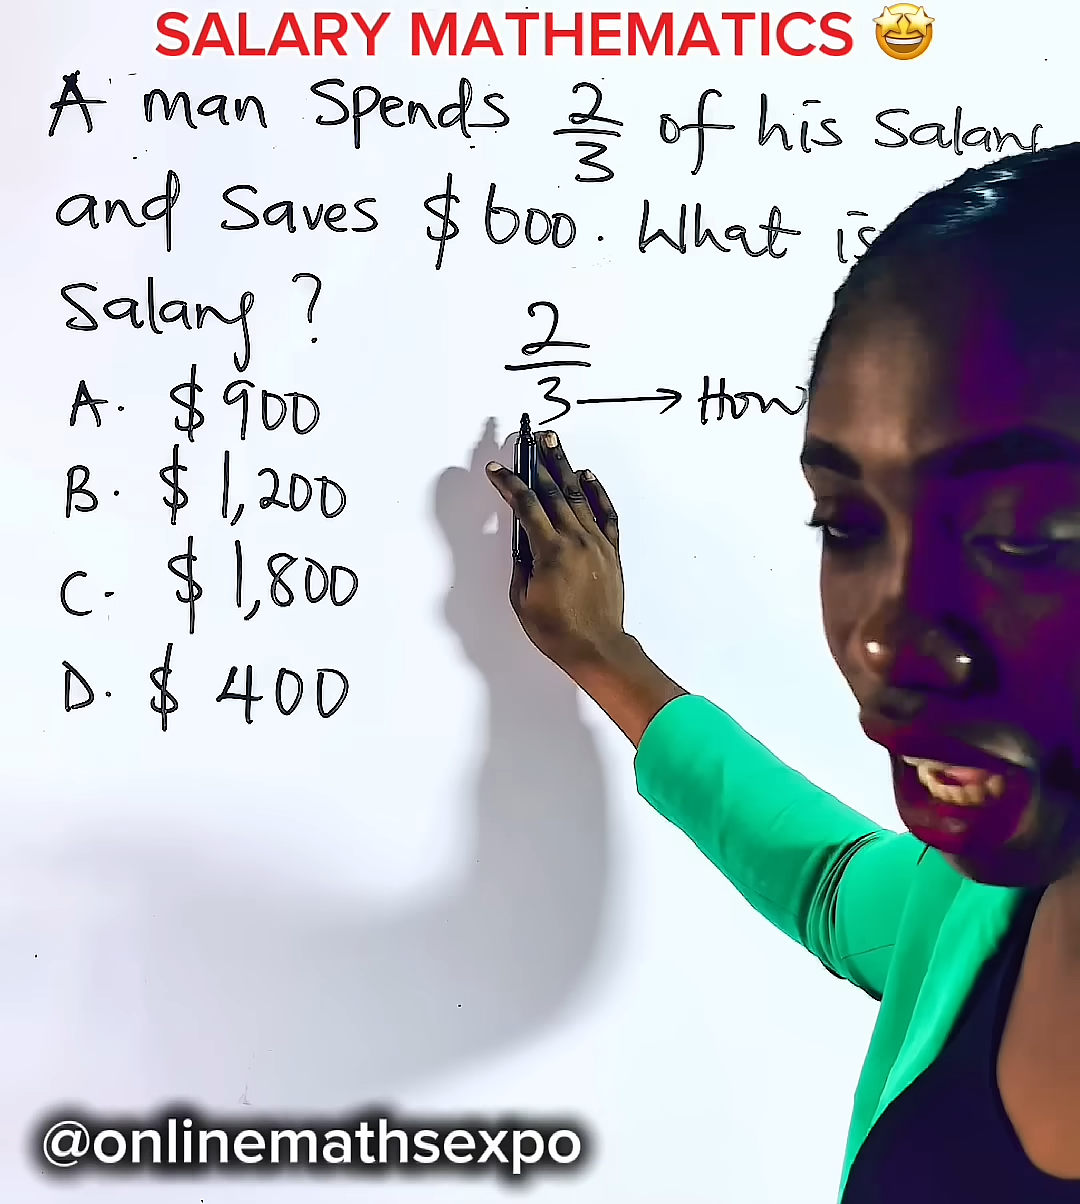 SALARY MATHEMATICS 🤩
A man Spends 2/3 of his Salary
and Saves $600. What is
Salary ?
2/3 → How
A. $900
B. $1,200
C. $1,800
D. $400
@onlinemathsexpo